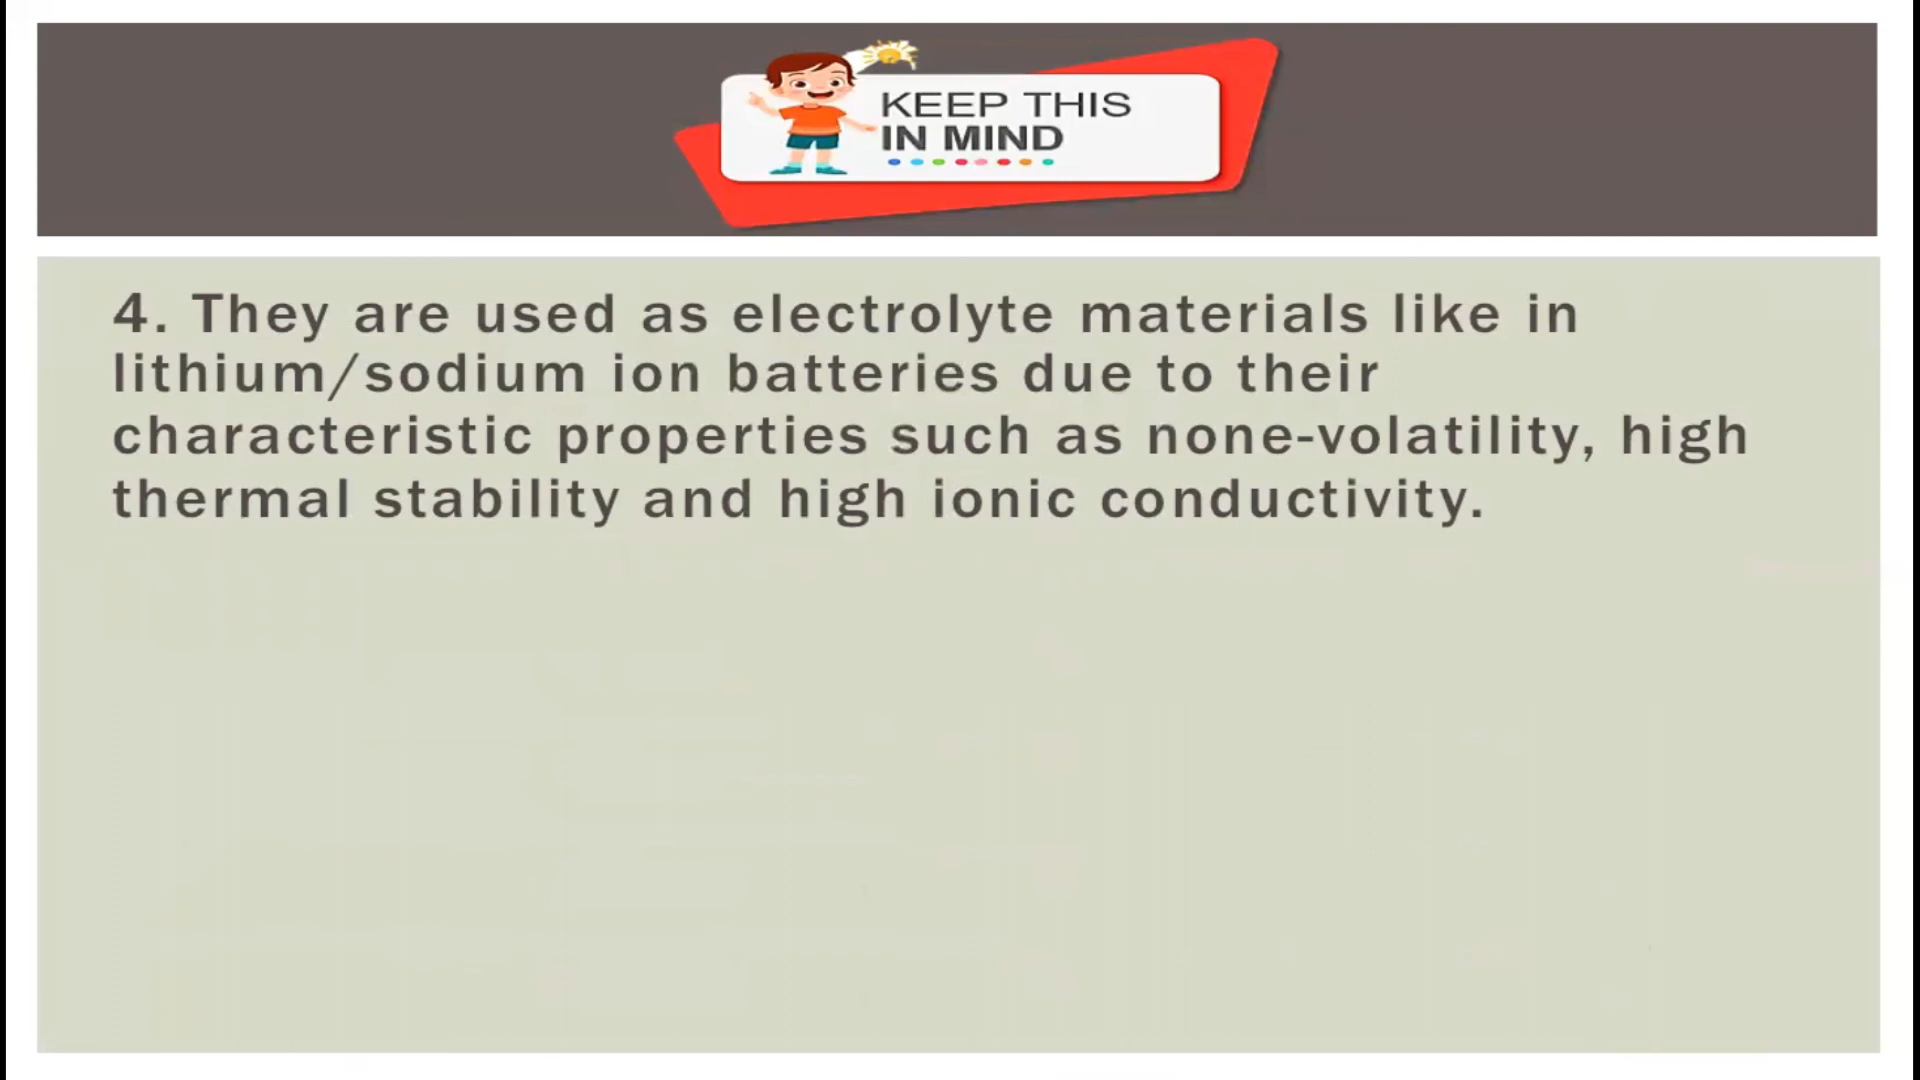 KEEP THIS
IN MIND
4. They are used as electrolyte materials like in
lithium/sodium ion batteries due to their
characteristic properties such as none-volatility, high
thermal stability and high ionic conductivity.